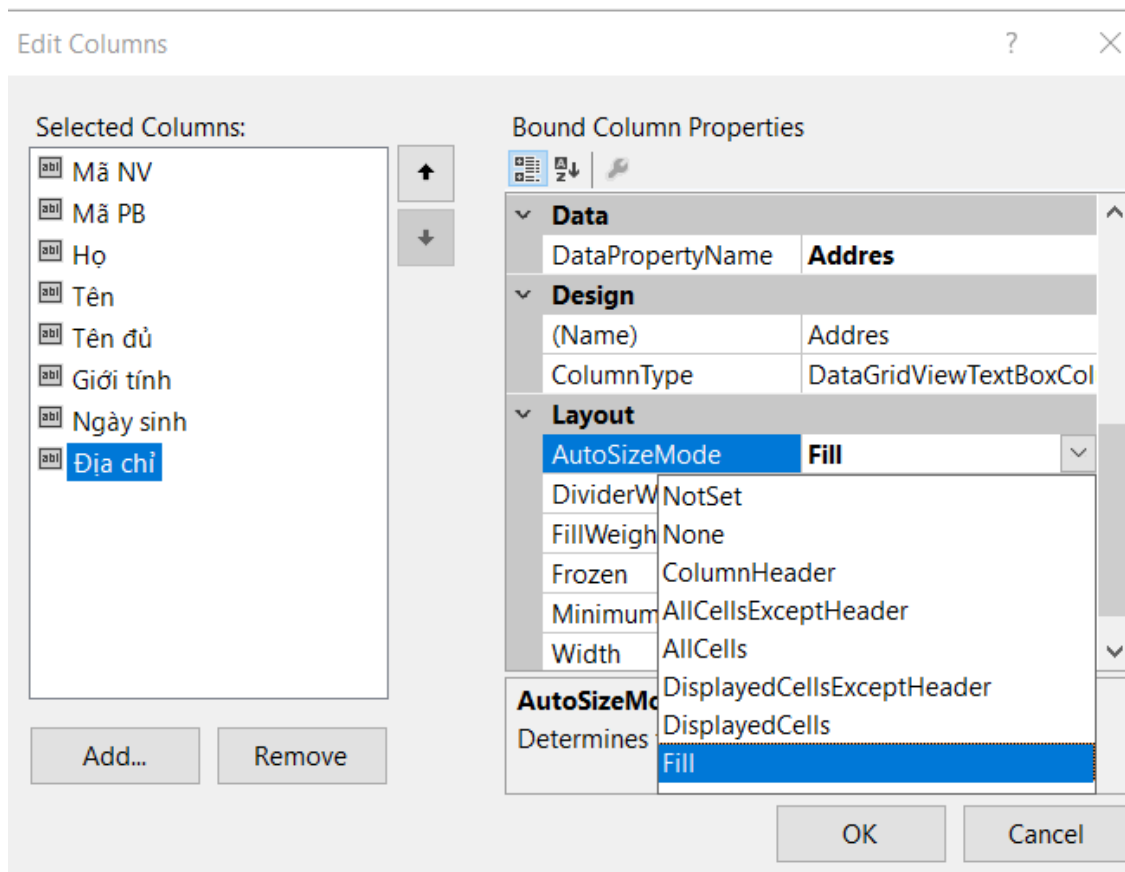 Edit Columns
Selected Columns:
Mã NV
Mã PB
Họ
Tên
Tên đủ
Giới tính
Ngày sinh
Địa chỉ
Add...
Remove
Bound Column Properties
Data
DataPropertyName Addres
Design
(Name) Addres
ColumnType DataGridViewTextBoxCol
Layout
AutoSizeMode Fill
DividerW
FillWeigh
Frozen
Minimum
Width
NotSet
None
ColumnHeader
AllCellsExceptHeader
AllCells
DisplayedCellsExceptHeader
DisplayedCells
Fill
AutoSizeMo
Determines
OK
Cancel